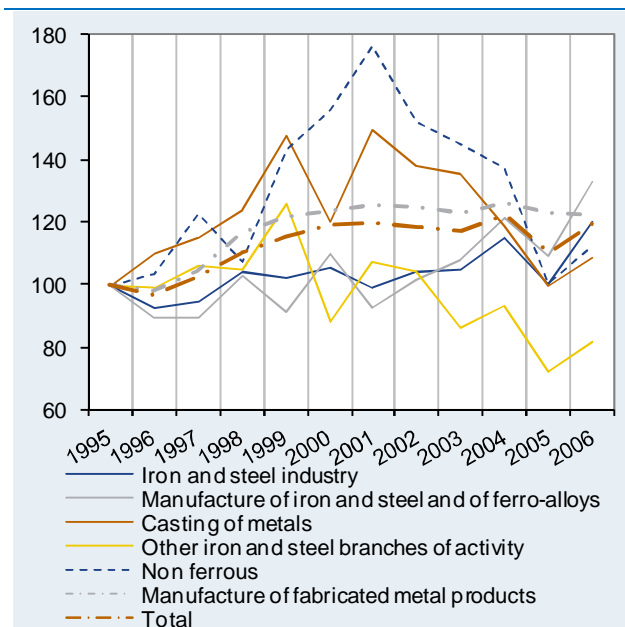 180
160
140
120
100
80
60
1995 1996 1997 1998 1999 2000 2001 2002 2003 2004 2005 2006
Iron and steel industry
Manufacture of iron and steel and of ferro-alloys
Casting of metals
Other iron and steel branches of activity
Non ferrous
Manufacture of fabricated metal products
Total